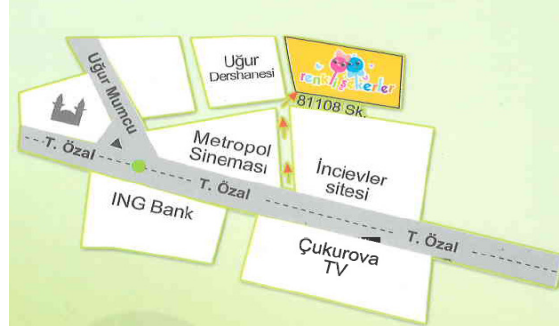 Uğur Mumcu
Uğur
Dershanesi
renkli şekerler
81108 Sk.
Metropol
Sineması
İncievler
sitesi
T. Özal
T. Özal
T. Özal
ING Bank
Çukurova
TV